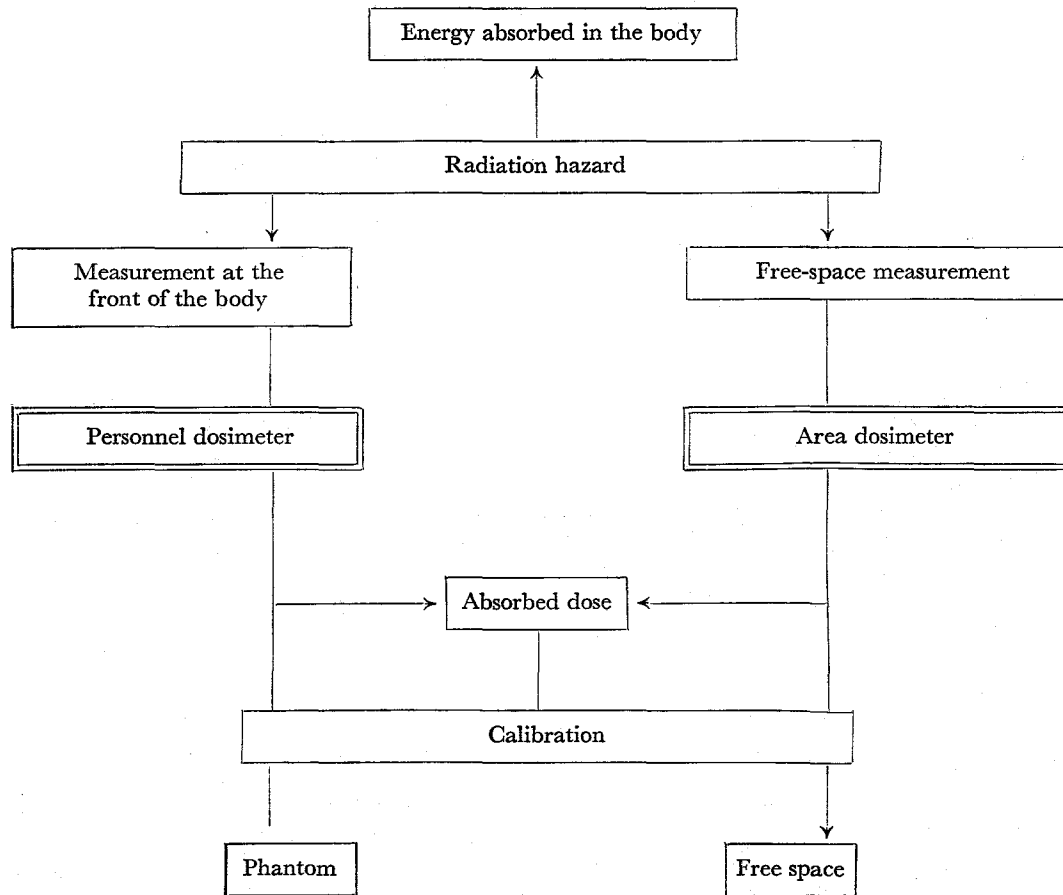 Energy absorbed in the body
Radiation hazard
Measurement at the
front of the body
Free-space measurement
Personnel dosimeter
Area dosimeter
Absorbed dose
Calibration
Phantom
Free space